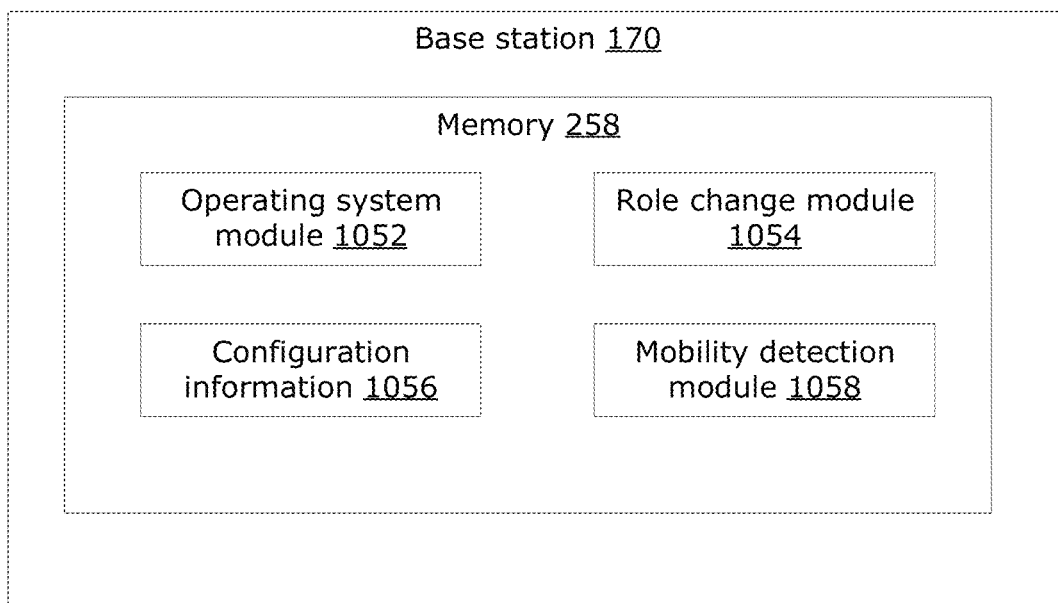 Base station 170
Memory 258
Operating system
module 1052
Role change module
1054
Configuration
information 1056
Mobility detection
module 1058